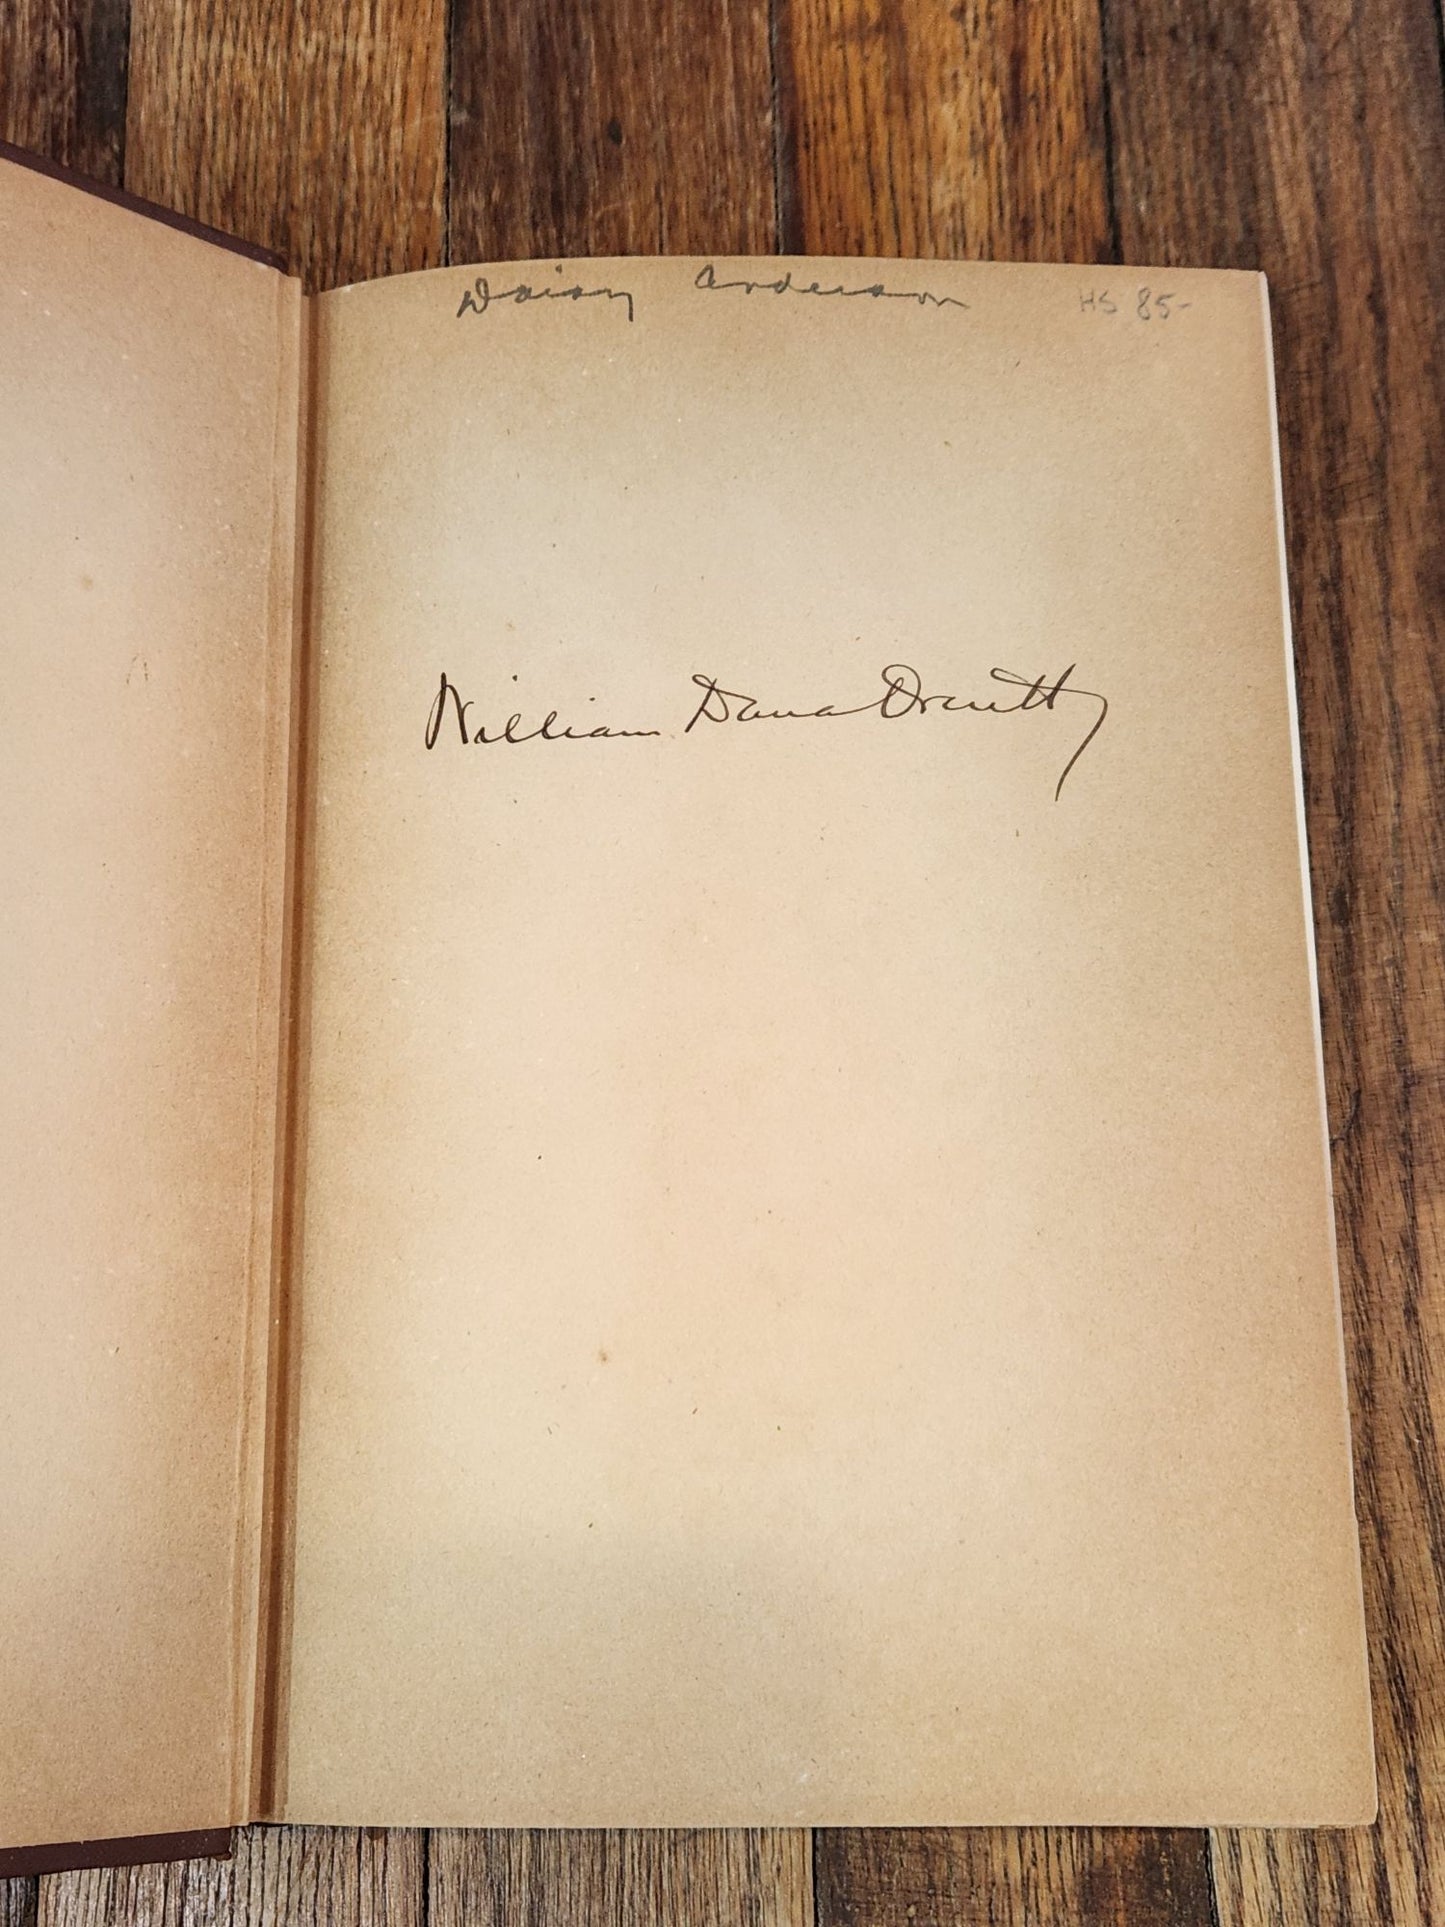 Daisy Anderson HS 85-
William Dana Orcutt